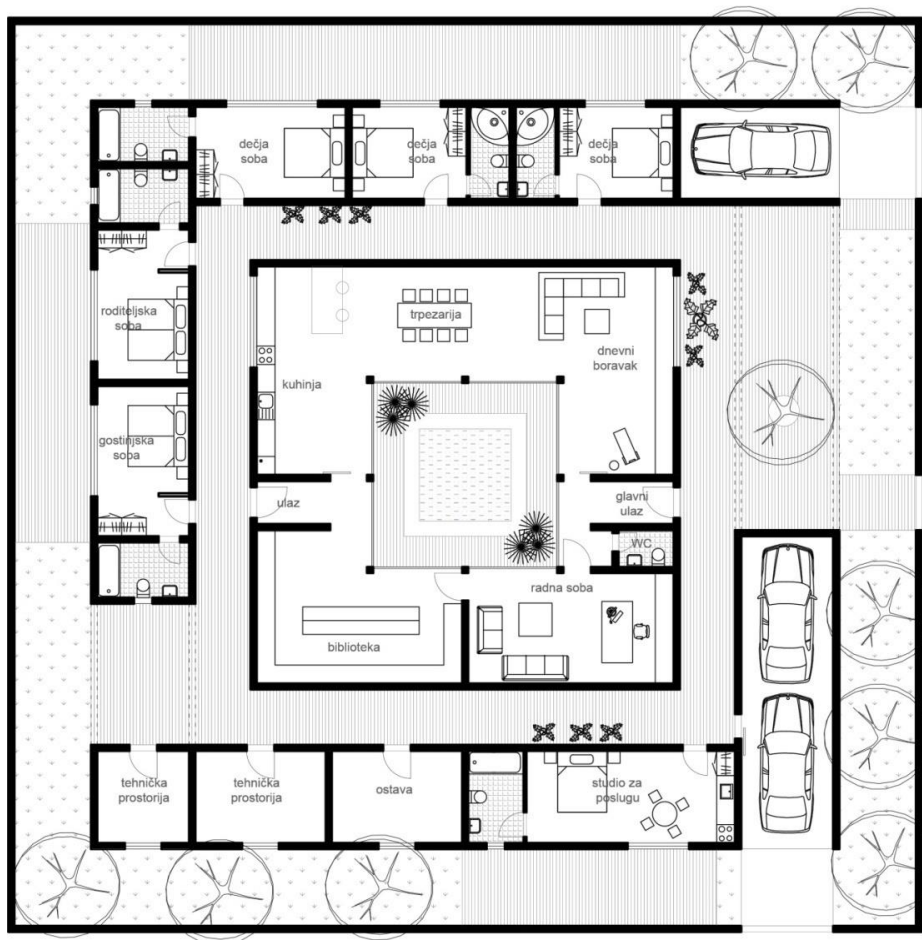 dečja
soba
dečja
soba
dečja
soba
roditeljska
soba
trpezarija
dnevni
boravak
kuhinja
gostinjska
soba
ulaz
glavni
ulaz
WC
radna soba
biblioteka
tehnička
prostorija
tehnička
prostorija
ostava
studio za
poslugu